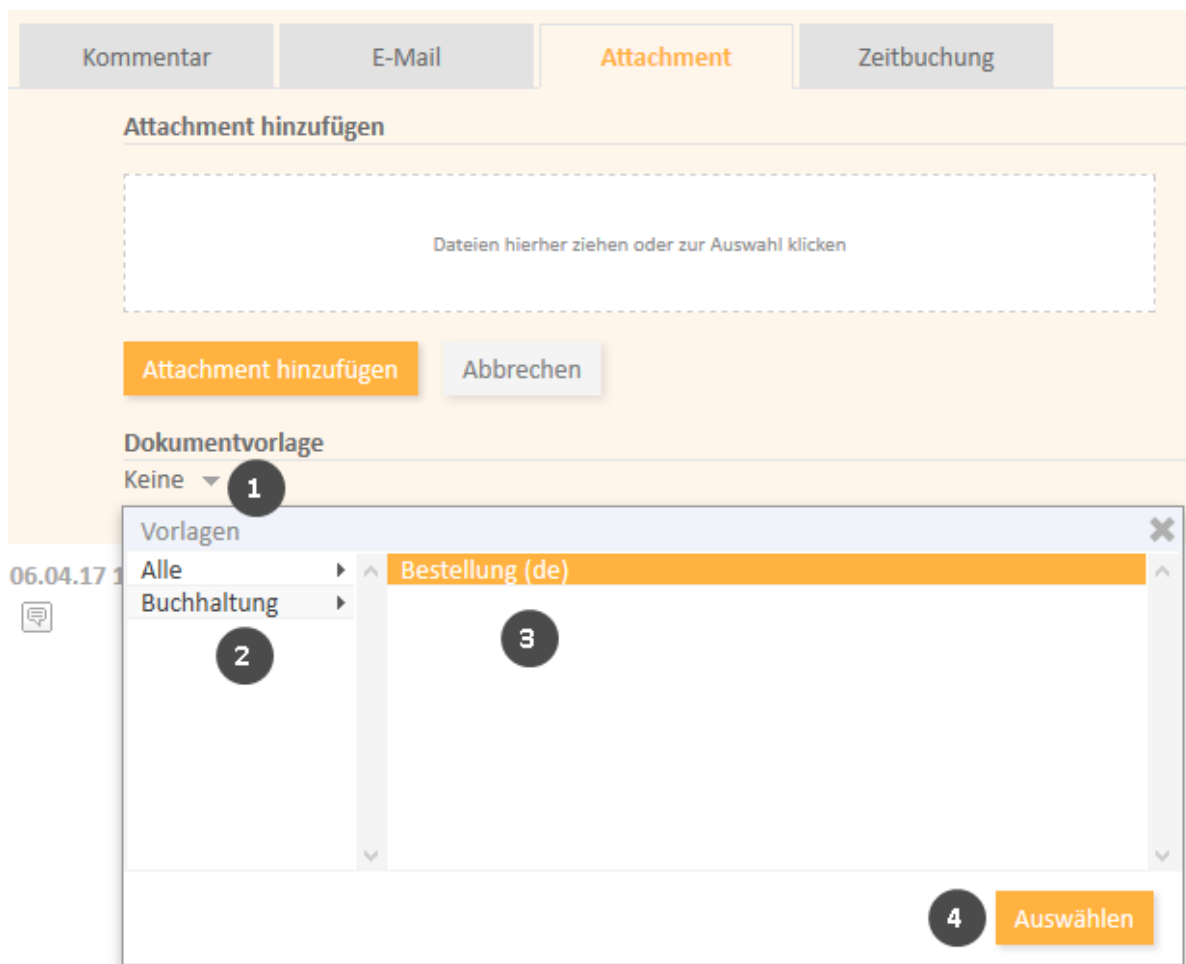 Kommentar E-Mail Attachment Zeitbuchung
Attachment hinzufügen
Dateien hierher ziehen oder zur Auswahl klicken
Attachment hinzufügen Abbrechen
Dokumentvorlage
Keine 1
Vorlagen
06.04.17 1
Alle Bestellung (de)
Buchhaltung
2 3
4 Auswählen